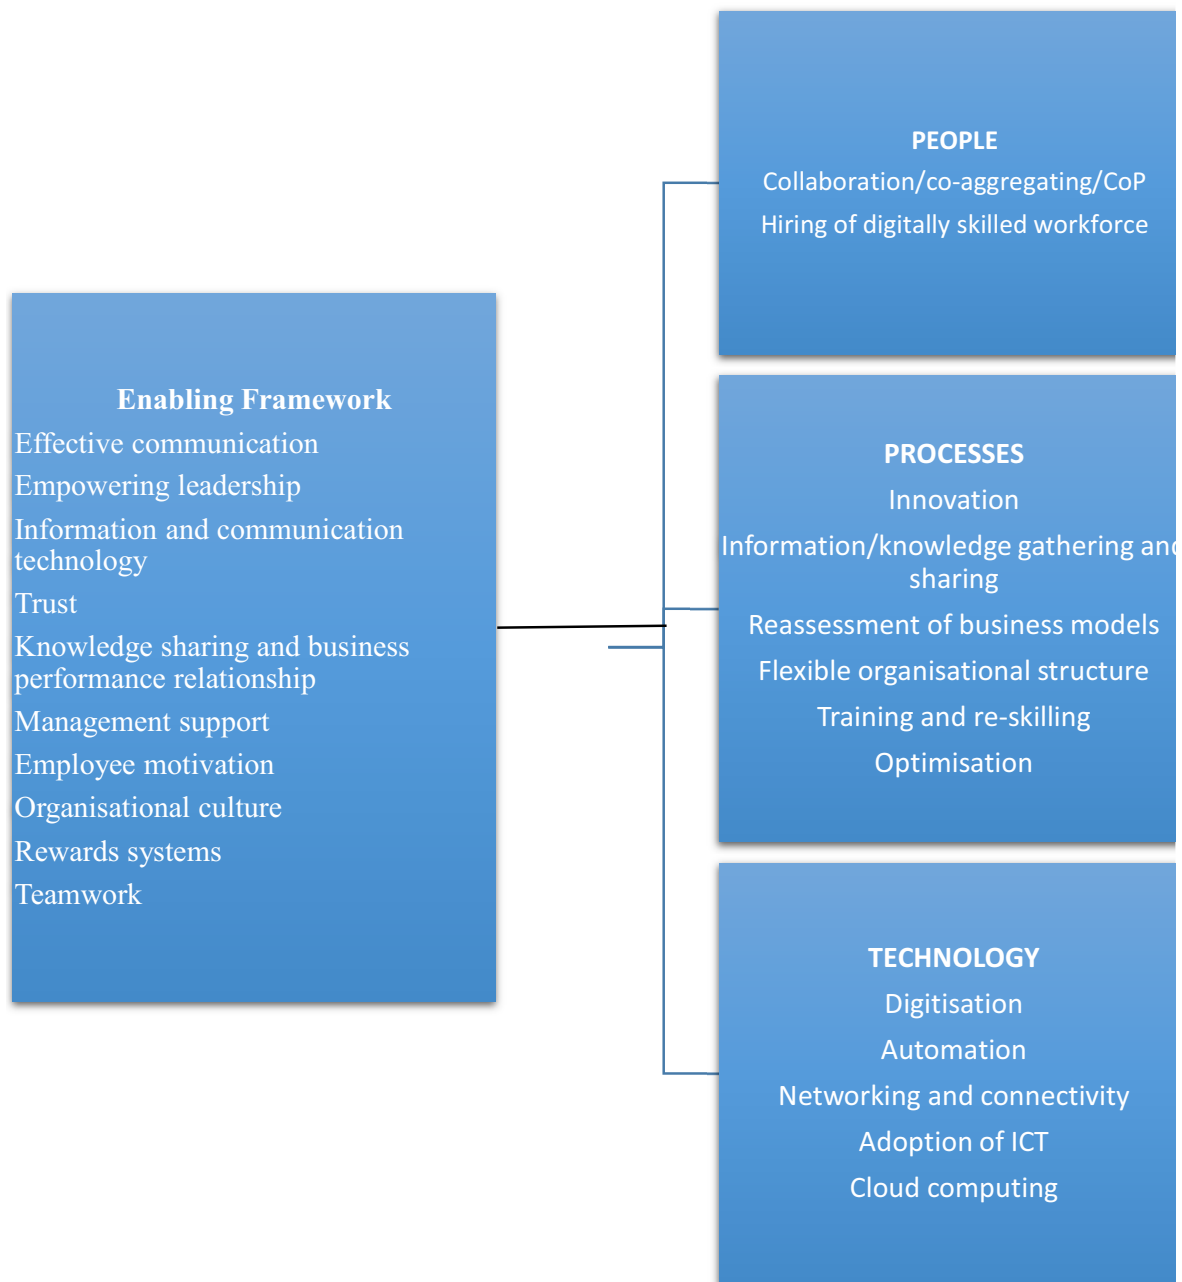 Enabling Framework
Effective communication
Empowering leadership
Information and communication
technology
Trust
Knowledge sharing and business
performance relationship
Management support
Employee motivation
Organisational culture
Rewards systems
Teamwork
PEOPLE
Collaboration/co-aggregating/CoP
Hiring of digitally skilled workforce
PROCESSES
Innovation
Information/knowledge gathering and
sharing
Reassessment of business models
Flexible organisational structure
Training and re-skilling
Optimisation
TECHNOLOGY
Digitisation
Automation
Networking and connectivity
Adoption of ICT
Cloud computing